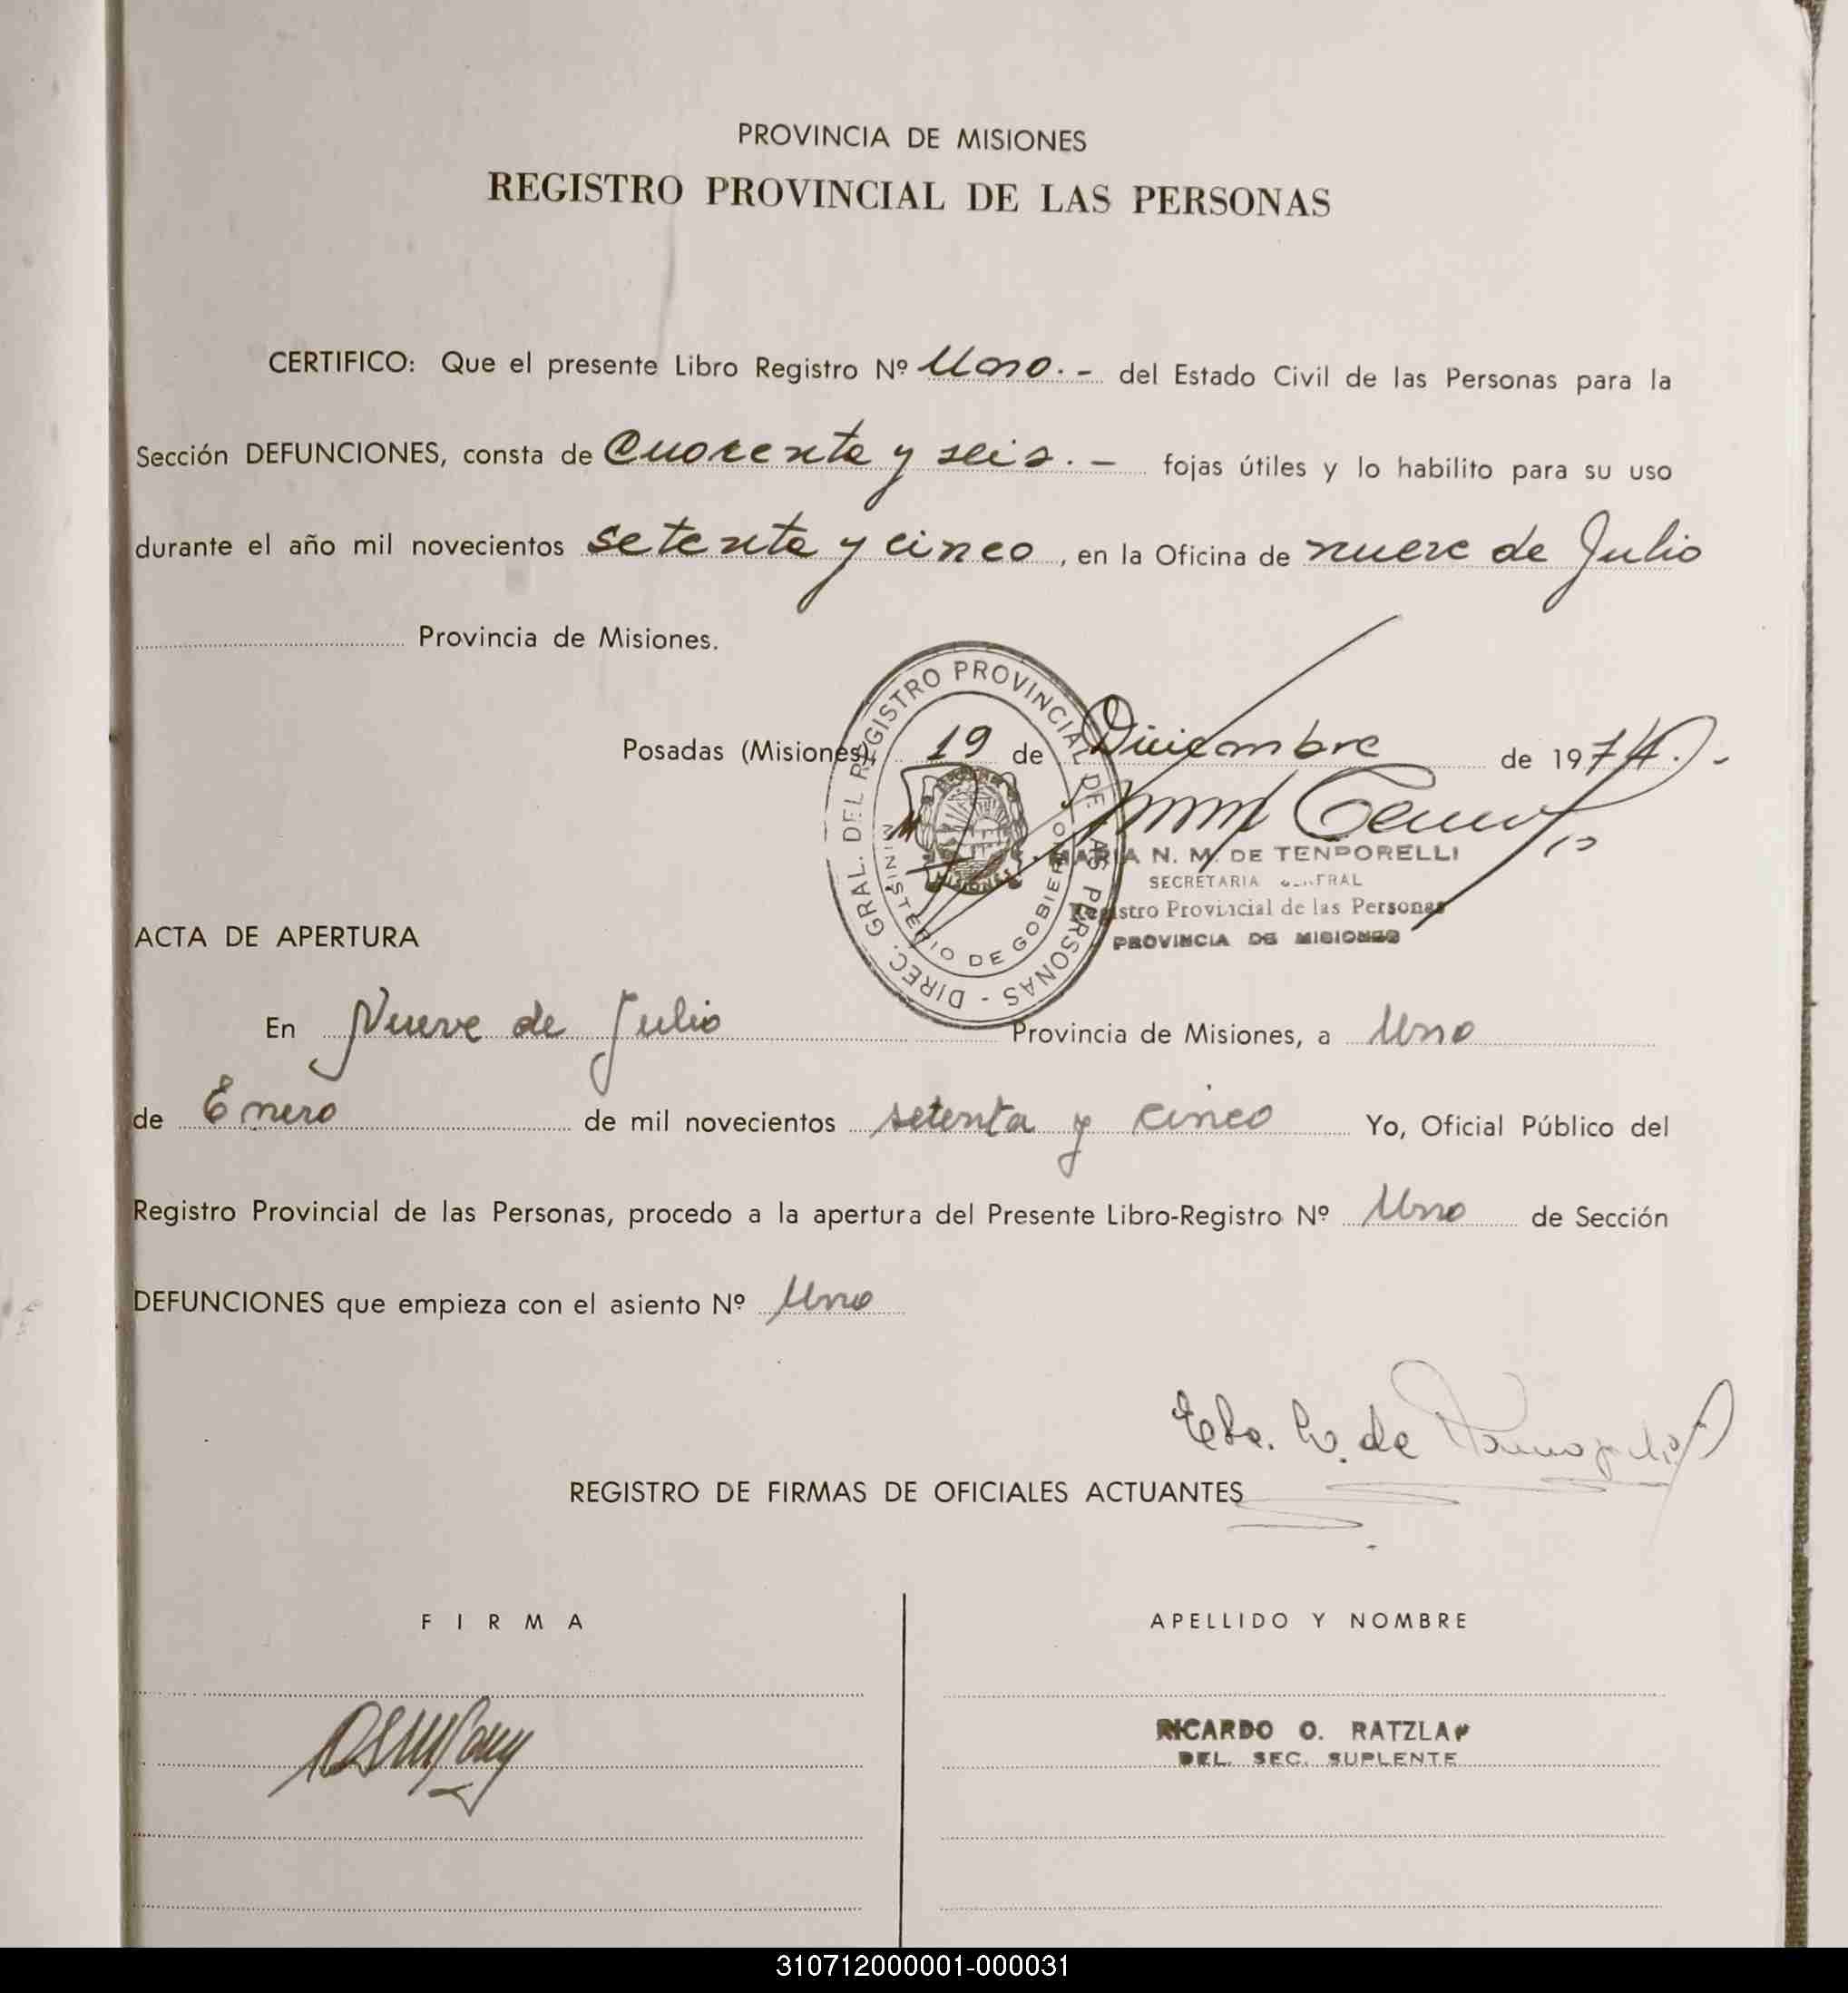 PROVINCIA DE MISIONES
REGISTRO PROVINCIAL DE LAS PERSONAS
CERTIFICO: Que el presente Libro Registro Nº Uno.- del Estado Civil de las Personas para la
Sección DEFUNCIONES, consta de Cuarenta y seis.- fojas útiles y lo habilito para su uso
durante el año mil novecientos setenta y cinco, en la Oficina de nueve de Julio
Provincia de Misiones.
Posadas (Misiones), 19 de Diciembre de 1974.-
DIREC. GRAL. DEL REGISTRO PROVINCIAL DE LAS PERSONAS -
MINISTERIO DE GOBIERNO
MISIONES
MARIA N. M. DE TENPORELLI
SECRETARIA GENERAL
Registro Provincial de las Personas
PROVINCIA DE MISIONES
ACTA DE APERTURA
En Nueve de Julio Provincia de Misiones, a Uno
de Enero de mil novecientos setenta y cinco Yo, Oficial Público del
Registro Provincial de las Personas, procedo a la apertura del Presente Libro-Registro Nº Uno de Sección
DEFUNCIONES que empieza con el asiento Nº Uno
de
REGISTRO DE FIRMAS DE OFICIALES ACTUANTES
FIRMA APELLIDO Y NOMBRE
RICARDO O. RATZLAF
DEL. SEC. SUPLENTE
310712000001-000031